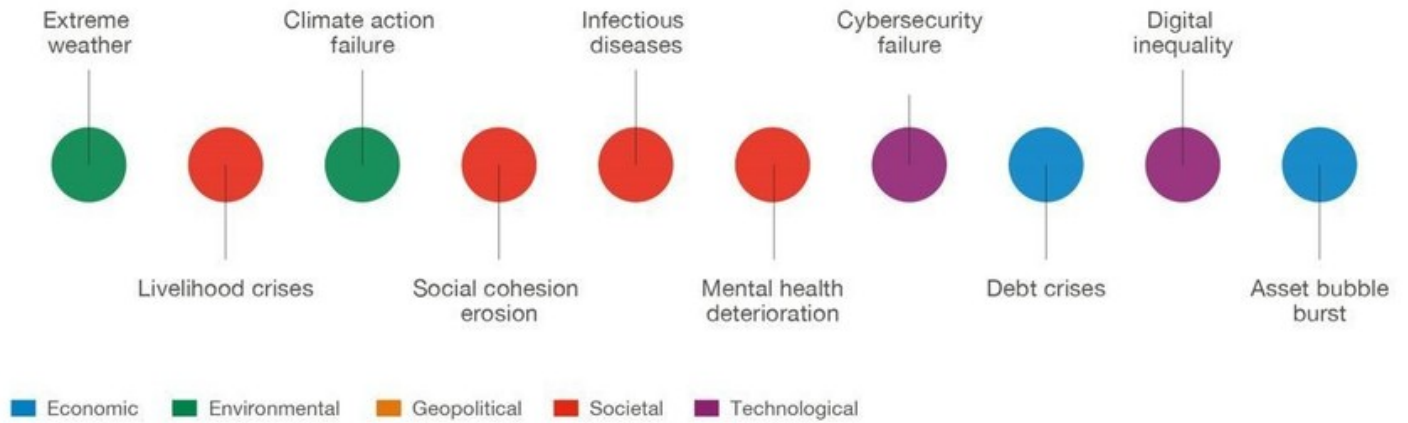 Extreme
weather
Climate action
failure
Infectious
diseases
Cybersecurity
failure
Digital
inequality
Livelihood crises
Social cohesion
erosion
Mental health
deterioration
Debt crises
Asset bubble
burst
Economic
Environmental
Geopolitical
Societal
Technological